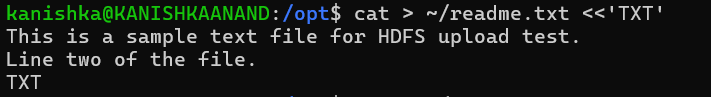 kanishka@KANISHKAANAND:/opt$ cat > ~/readme.txt <<'TXT'
This is a sample text file for HDFS upload test.
Line two of the file.
TXT